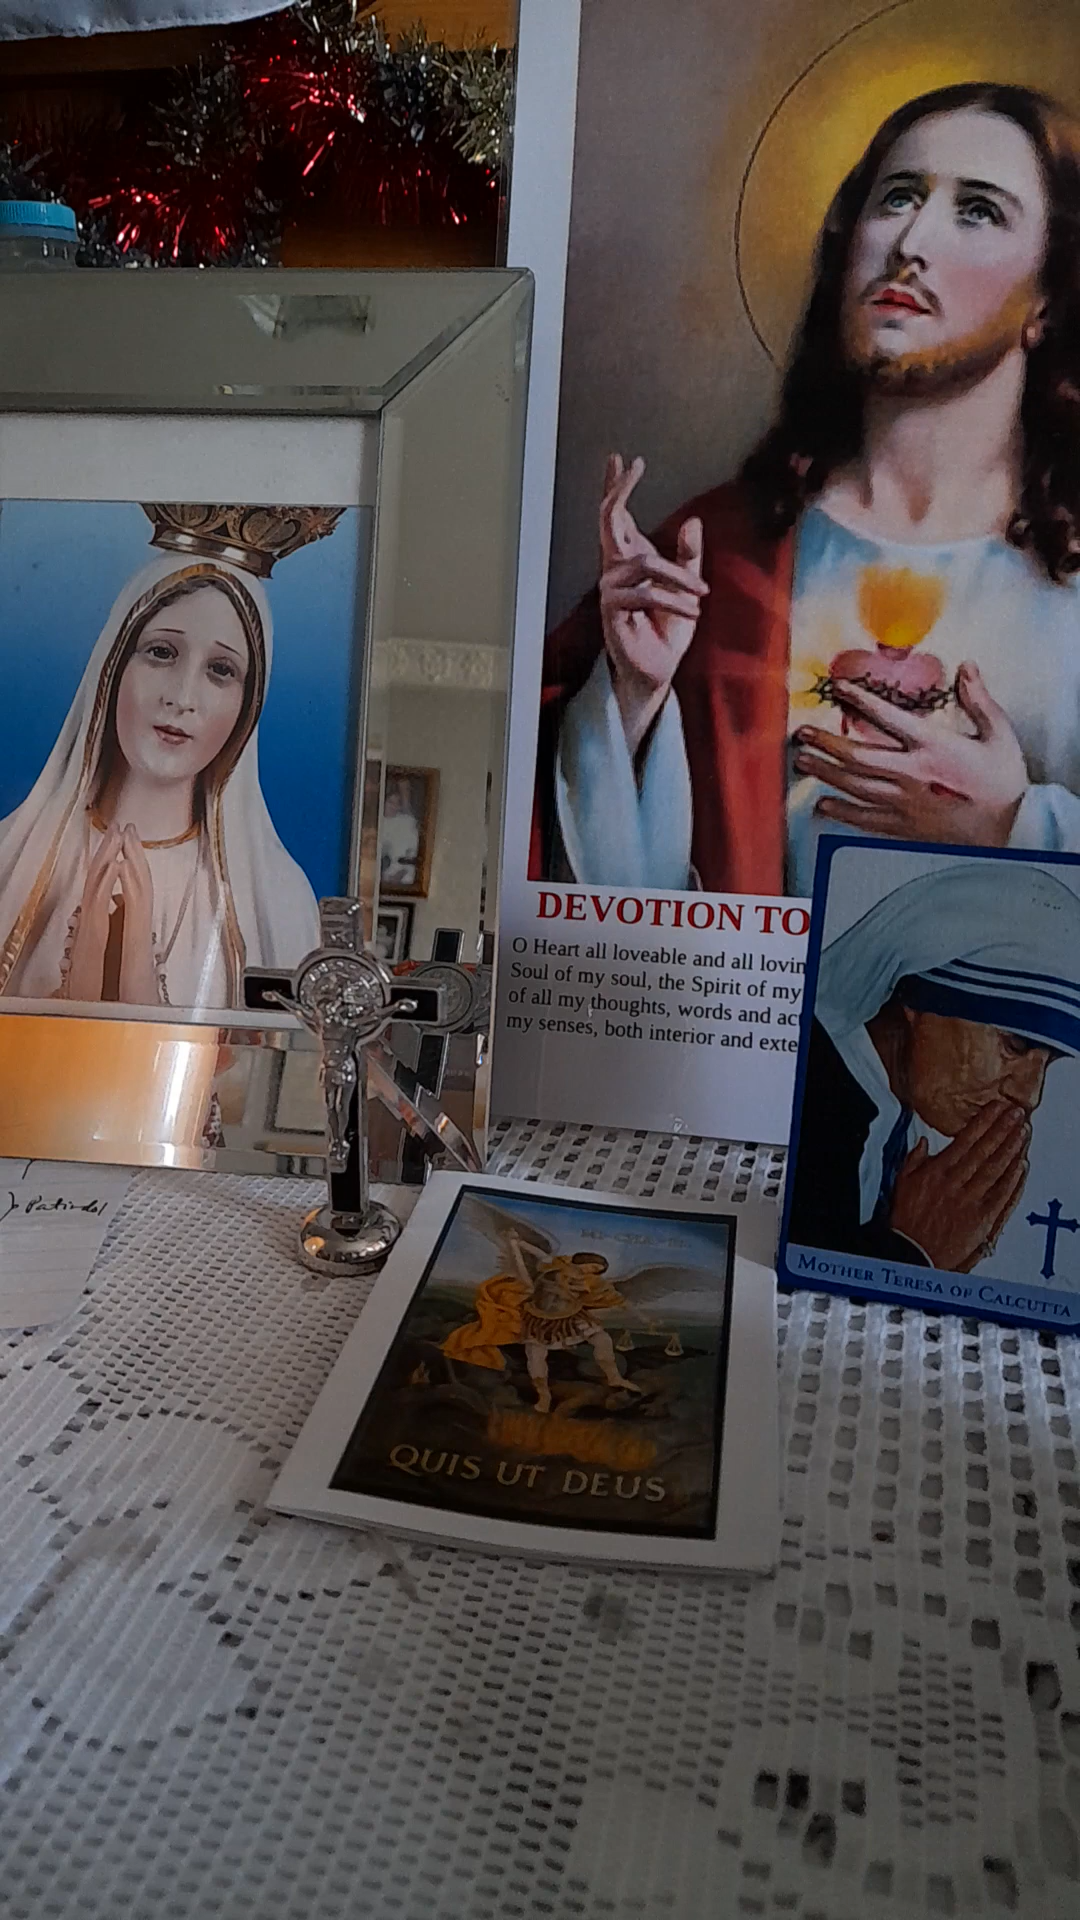 DEVOTION TO
O Heart all loveable and all lovin
Soul of my soul, the Spirit of my
of all my thoughts, words and ac
my senses, both interior and exte
MOTHER TERESA OF CALCUTTA
QUIS UT DEUS